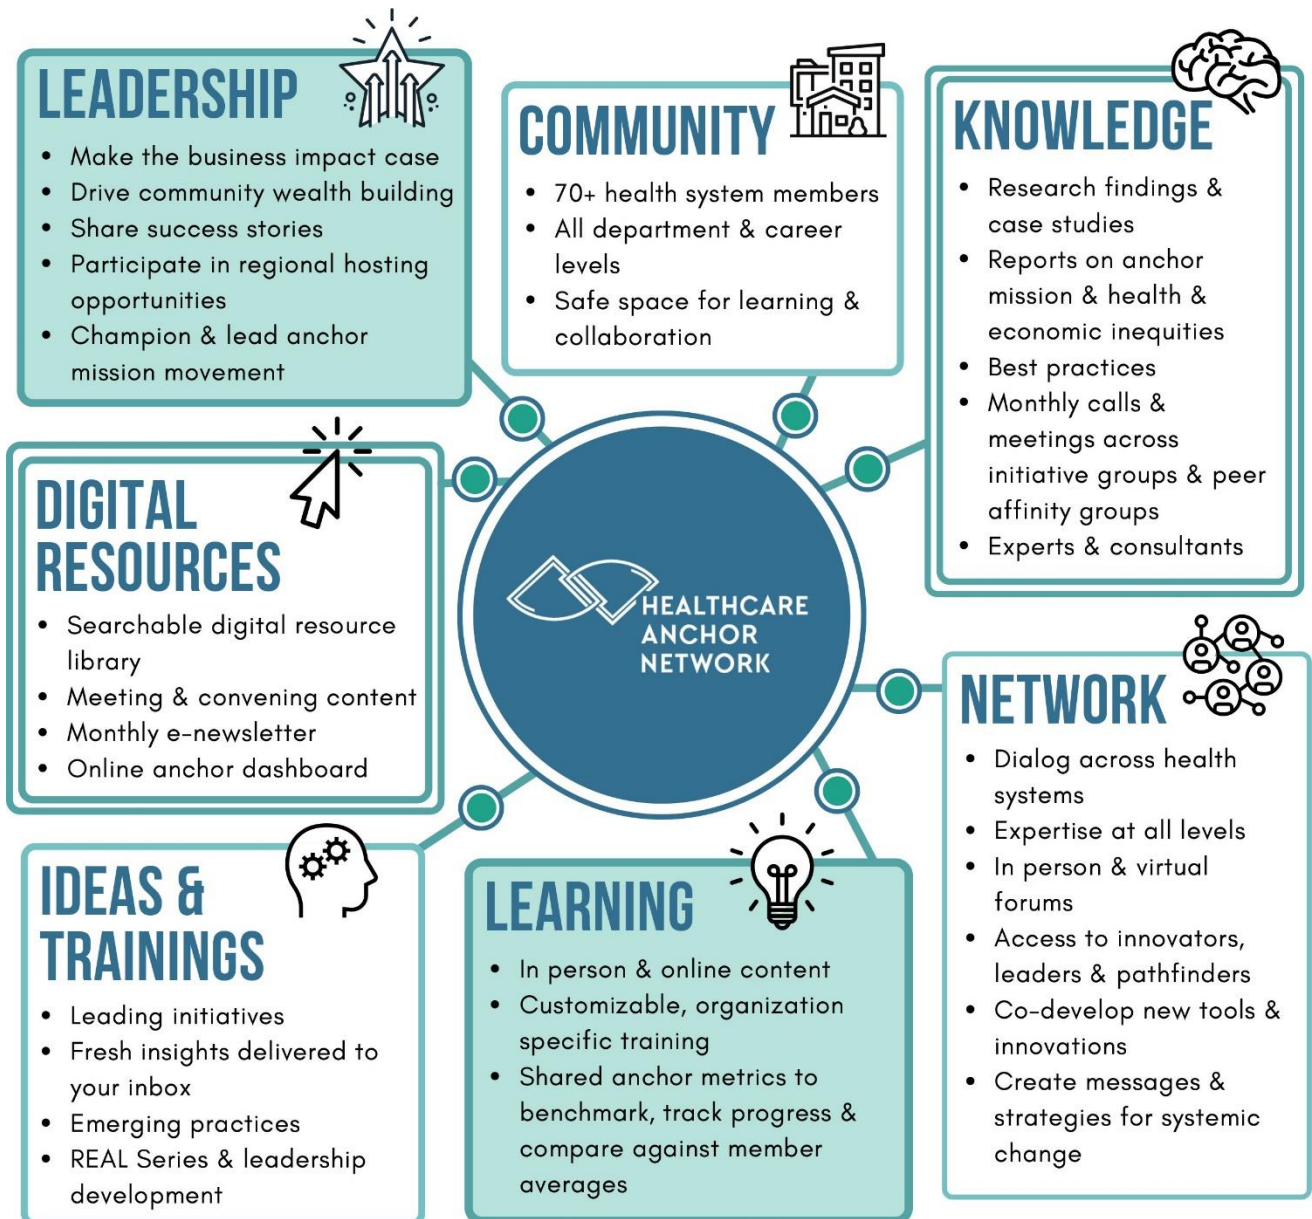 LEADERSHIP
• Make the business impact case
• Drive community wealth building
• Share success stories
• Participate in regional hosting
opportunities
• Champion & lead anchor
mission movement
COMMUNITY
• 70+ health system members
• All department & career
levels
• Safe space for learning &
collaboration
KNOWLEDGE
• Research findings &
case studies
• Reports on anchor
mission & health &
economic inequities
• Best practices
• Monthly calls &
meetings across
initiative groups & peer
affinity groups
• Experts & consultants
DIGITAL
RESOURCES
• Searchable digital resource
library
• Meeting & convening content
• Monthly e-newsletter
• Online anchor dashboard
HEALTHCARE
ANCHOR
NETWORK
NETWORK
• Dialog across health
systems
• Expertise at all levels
• In person & virtual
forums
• Access to innovators,
leaders & pathfinders
• Co-develop new tools &
innovations
• Create messages &
strategies for systemic
change
IDEAS &
TRAININGS
• Leading initiatives
• Fresh insights delivered to
your inbox
• Emerging practices
• REAL Series & leadership
development
LEARNING
• In person & online content
• Customizable, organization
specific training
• Shared anchor metrics to
benchmark, track progress &
compare against member
averages